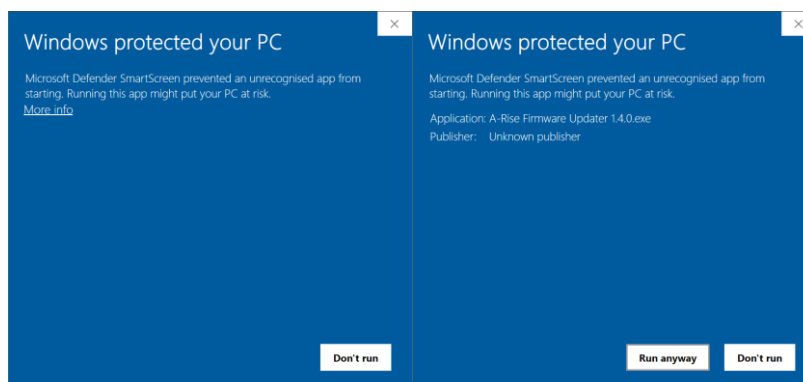 Windows protected your PC
Microsoft Defender SmartScreen prevented an unrecognised app from
starting. Running this app might put your PC at risk.
More info
Don't run
Windows protected your PC
Microsoft Defender SmartScreen prevented an unrecognised app from
starting. Running this app might put your PC at risk.
Application: A-Rise Firmware Updater 1.4.0.exe
Publisher: Unknown publisher
Run anyway
Don't run